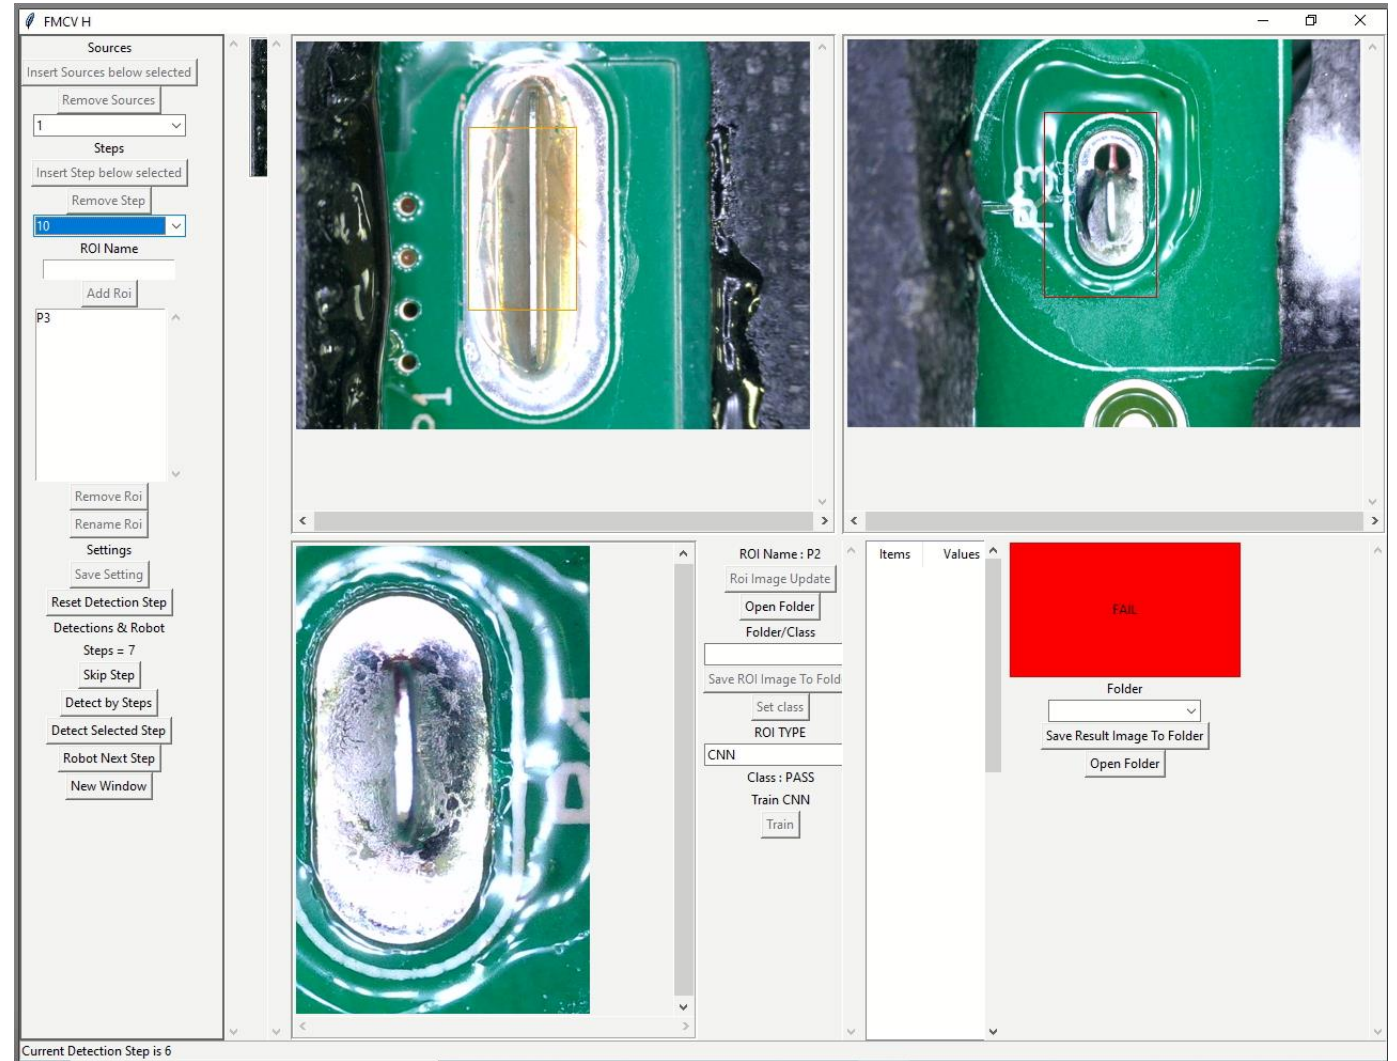 FMCV H
Sources
Insert Sources below selected
Remove Sources
1
Steps
Insert Step below selected
Remove Step
10
ROI Name
Add Roi
P3
Remove Roi
Rename Roi
Settings
Save Setting
Reset Detection Step
Detections & Robot
Steps = 7
Skip Step
Detect by Steps
Detect Selected Step
Robot Next Step
New Window
P1
ROI Name : P2
Roi Image Update
Open Folder
Folder/Class
Save ROI Image To Fold
Set class
ROI TYPE
CNN
Class : PASS
Train CNN
Train
Items Values
FAIL
Folder
Save Result Image To Folder
Open Folder
Current Detection Step is 6